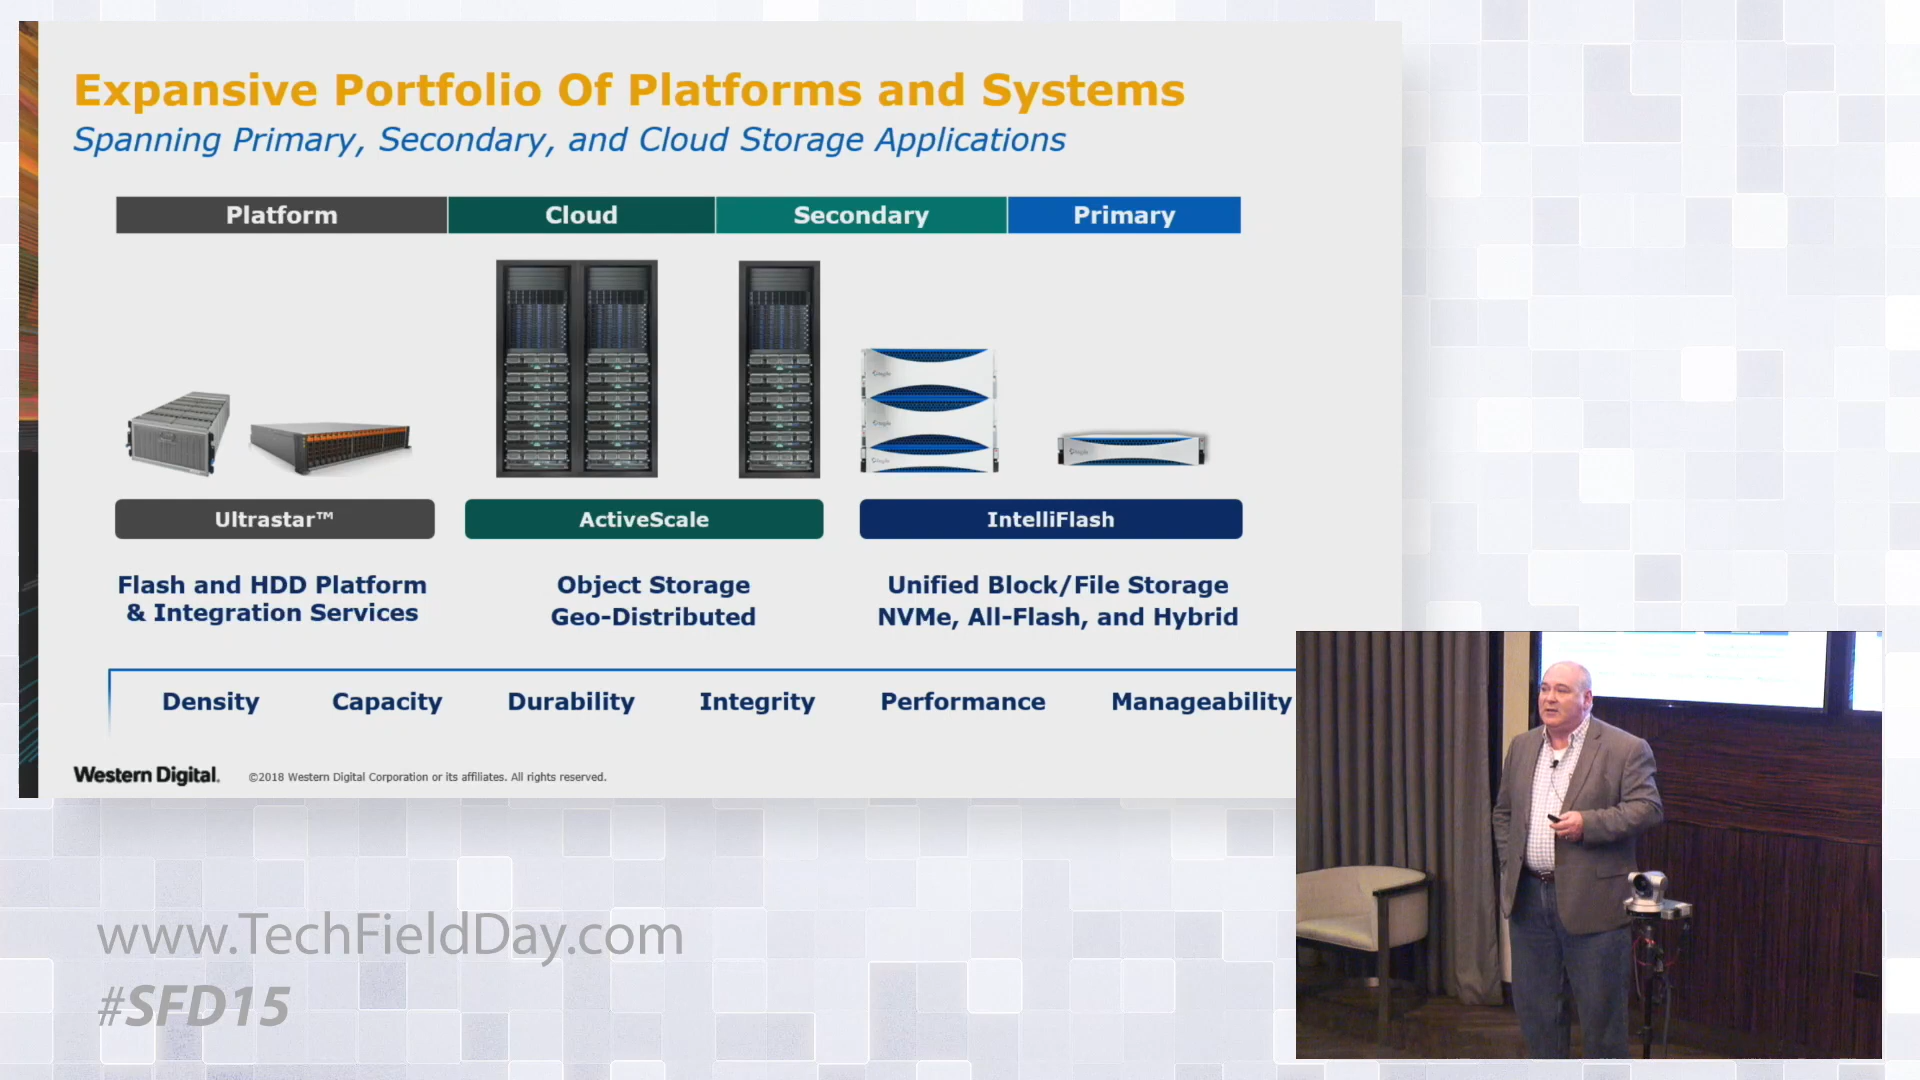 Expansive Portfolio Of Platforms and Systems
Spanning Primary, Secondary, and Cloud Storage Applications
Platform Cloud Secondary Primary
Ultrastar™ ActiveScale IntelliFlash
Flash and HDD Platform
& Integration Services
Object Storage
Geo-Distributed
Unified Block/File Storage
NVMe, All-Flash, and Hybrid
Density Capacity Durability Integrity Performance Manageability
Western Digital. ©2018 Western Digital Corporation or its affiliates. All rights reserved.
www.TechFieldDay.com
#SFD15